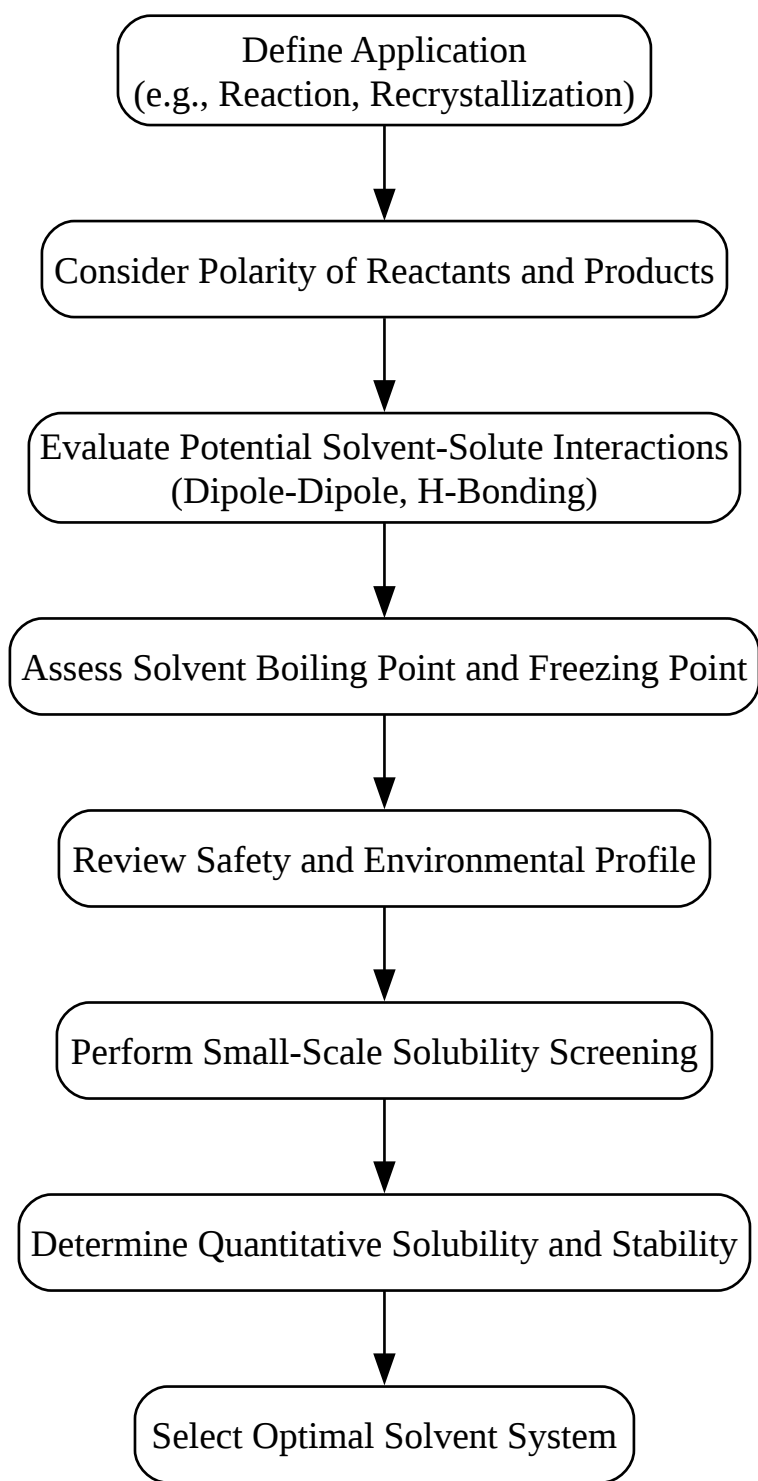 Define Application
(e.g., Reaction, Recrystallization)
Consider Polarity of Reactants and Products
Evaluate Potential Solvent-Solute Interactions
(Dipole-Dipole, H-Bonding)
Assess Solvent Boiling Point and Freezing Point
Review Safety and Environmental Profile
Perform Small-Scale Solubility Screening
Determine Quantitative Solubility and Stability
Select Optimal Solvent System